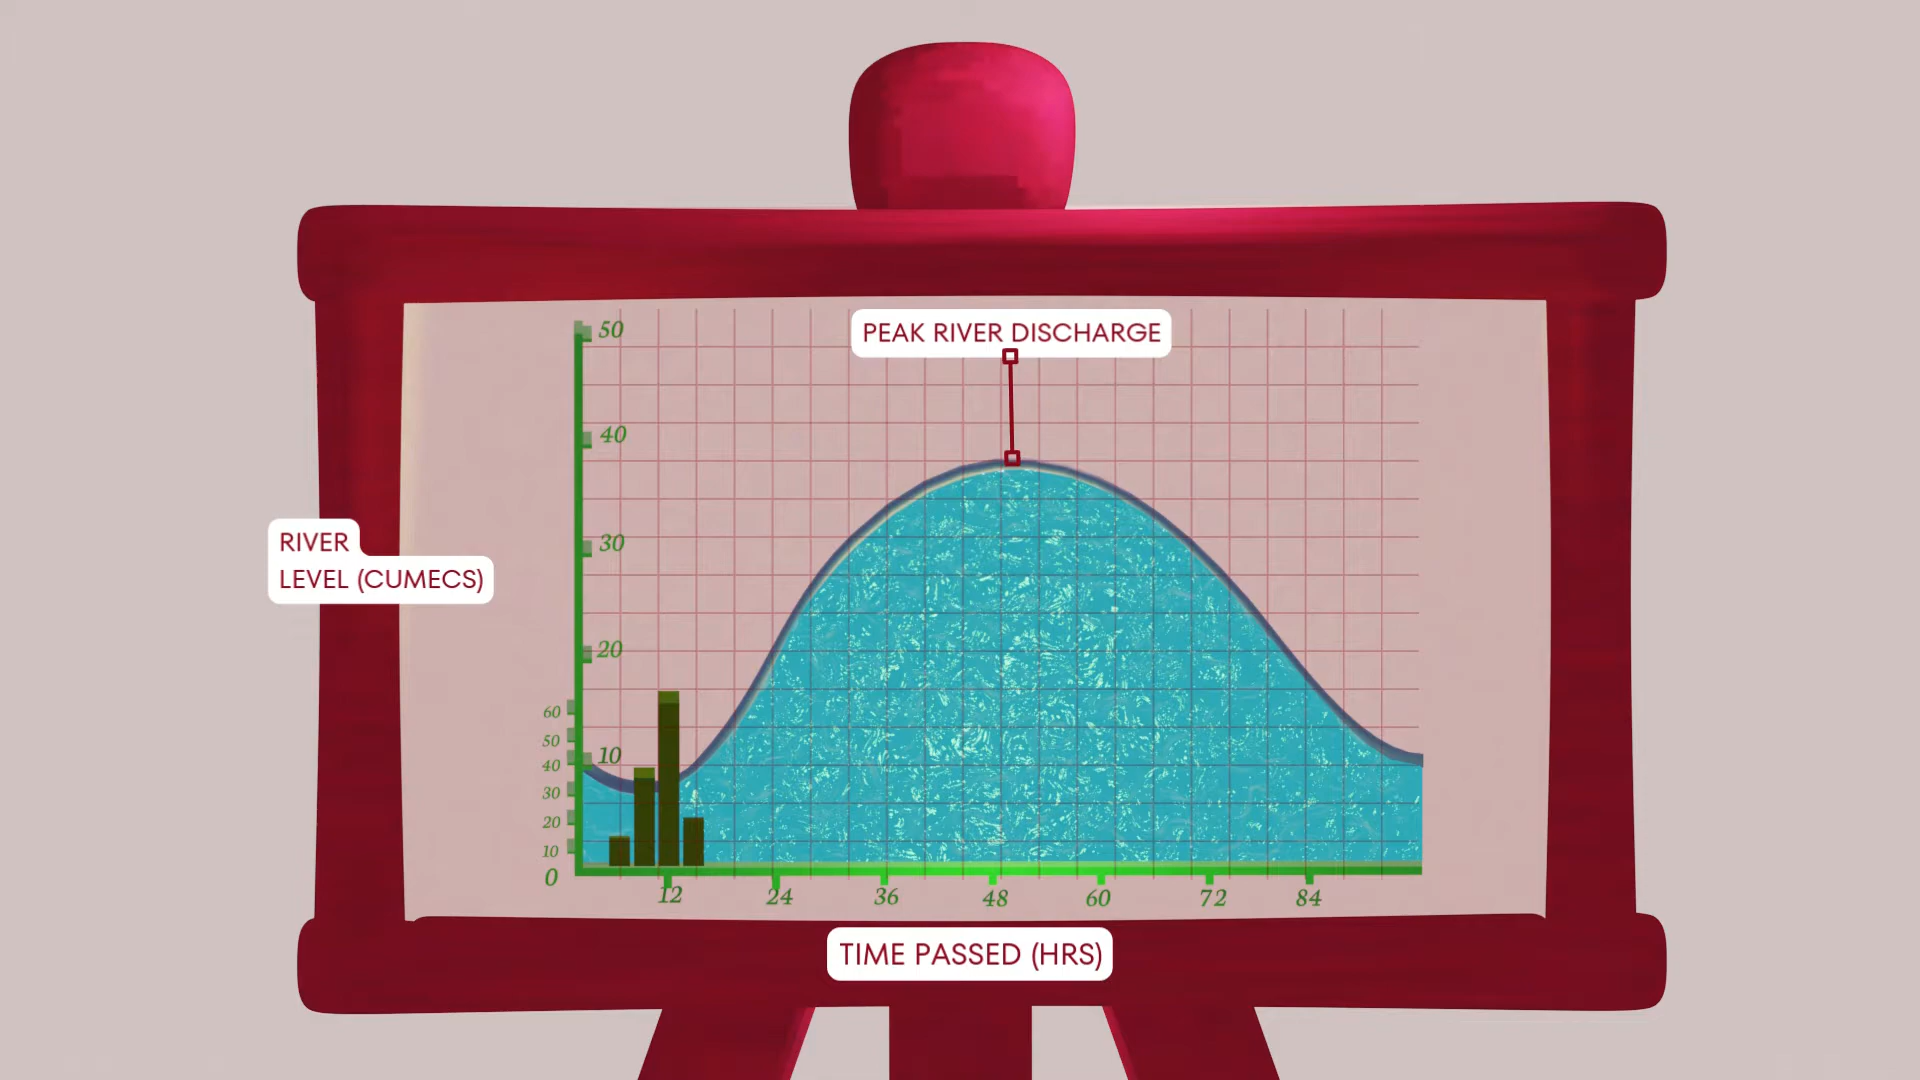 PEAK RIVER DISCHARGE
RIVER
LEVEL (CUMECS)
50
40
30
20
10
60
50
40
30
20
10
0
12 24 36 48 60 72 84
TIME PASSED (HRS)